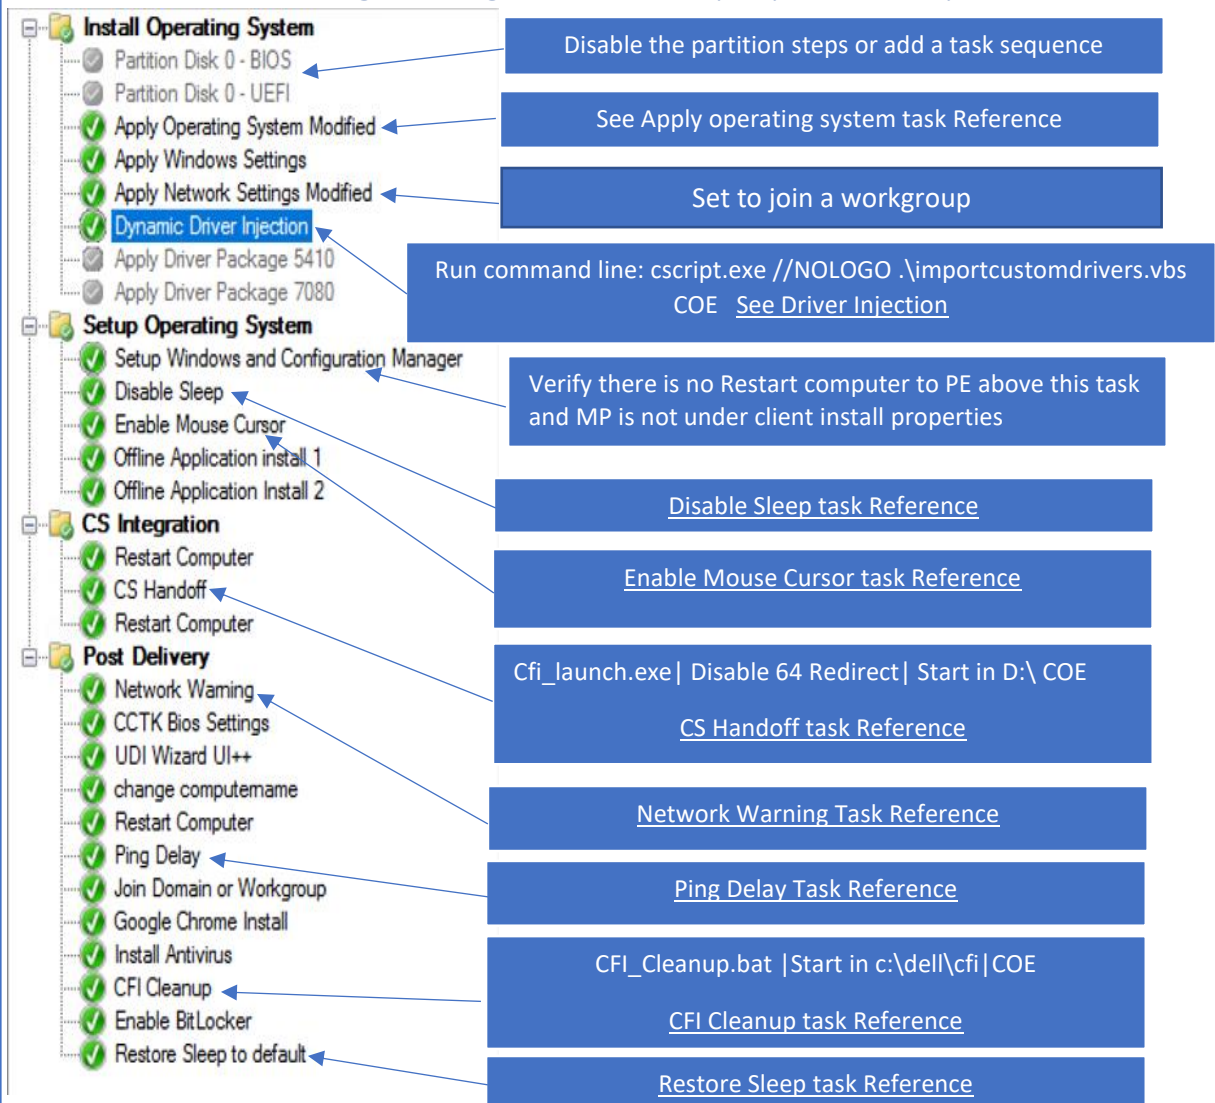 Install Operating System
Partition Disk 0 - BIOS
Partition Disk 0 - UEFI
Apply Operating System Modified
Apply Windows Settings
Apply Network Settings Modified
Dynamic Driver Injection
Apply Driver Package 5410
Apply Driver Package 7080
Setup Operating System
Setup Windows and Configuration Manager
Disable Sleep
Enable Mouse Cursor
Offline Application install 1
Offline Application Install 2
CS Integration
Restart Computer
CS Handoff
Restart Computer
Post Delivery
Network Warning
CCTK Bios Settings
UDI Wizard UI++
change computername
Restart Computer
Ping Delay
Join Domain or Workgroup
Google Chrome Install
Install Antivirus
CFI Cleanup
Enable BitLocker
Restore Sleep to default
Disable the partition steps or add a task sequence
See Apply operating system task Reference
Set to join a workgroup
Run command line: cscript.exe //NOLOGO .\importcustomdrivers.vbs
COE See Driver Injection
Verify there is no Restart computer to PE above this task
and MP is not under client install properties
Disable Sleep task Reference
Enable Mouse Cursor task Reference
Cfi_launch.exe| Disable 64 Redirect| Start in D:\ COE
CS Handoff task Reference
Network Warning Task Reference
Ping Delay Task Reference
CFI_Cleanup.bat |Start in c:\dell\cfi|COE
CFI Cleanup task Reference
Restore Sleep task Reference